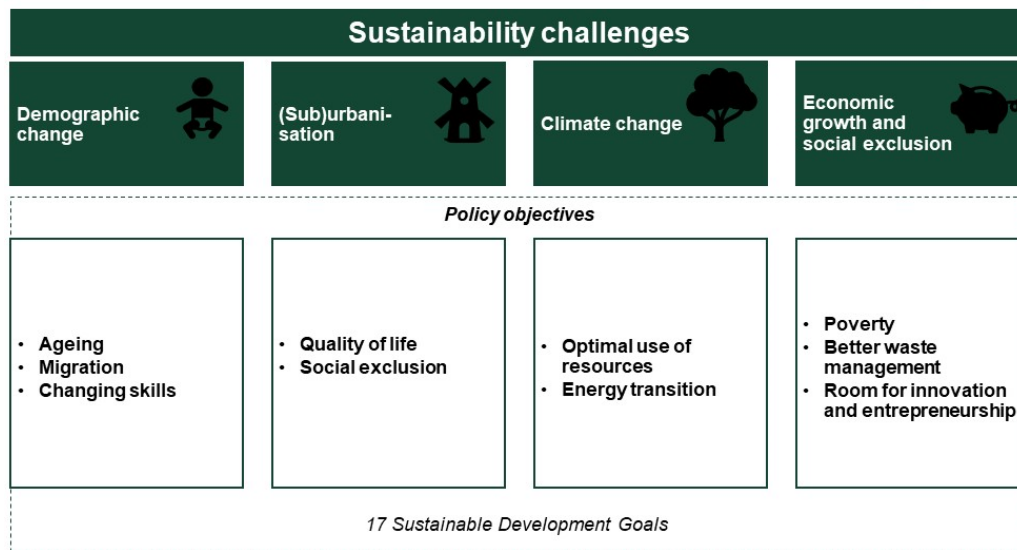 Sustainability challenges
Demographic
change
(Sub)urbani-
sation
Climate change
Economic
growth and
social exclusion
Policy objectives
• Ageing
• Migration
• Changing skills
• Quality of life
• Social exclusion
• Optimal use of
resources
• Energy transition
• Poverty
• Better waste
management
• Room for innovation
and entrepreneurship
17 Sustainable Development Goals